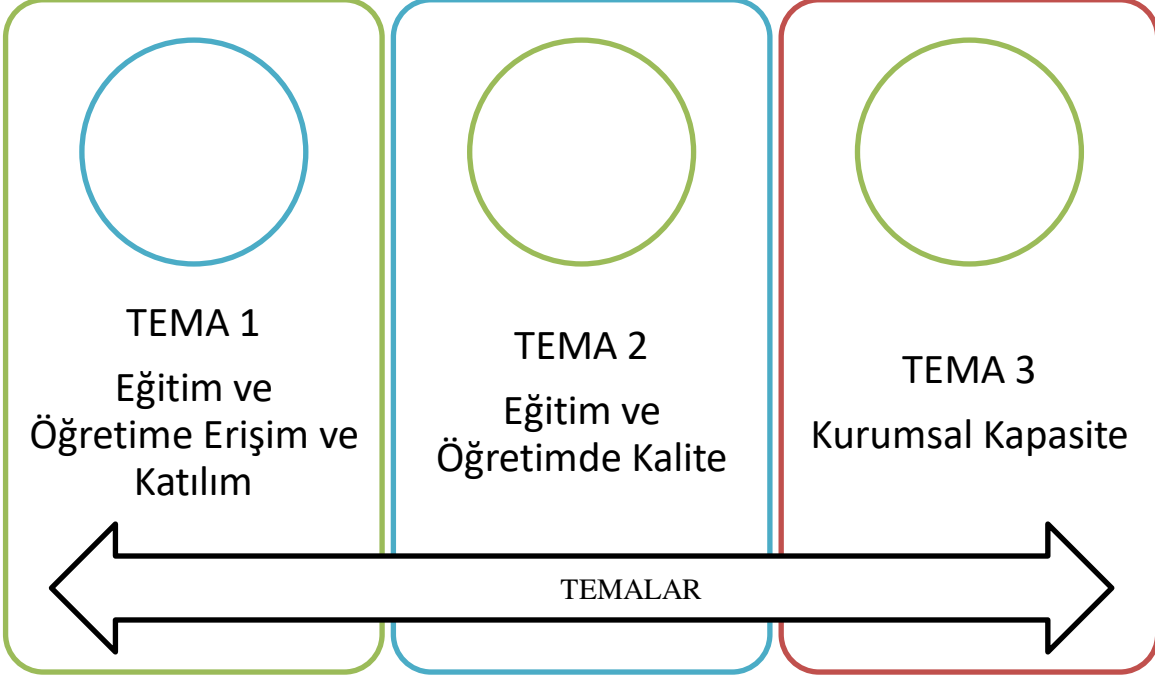 TEMA 1
Eğitim ve
Öğretime Erişim ve
Katılım
TEMA 2
Eğitim ve
Öğretimde Kalite
TEMA 3
Kurumsal Kapasite
TEMALAR